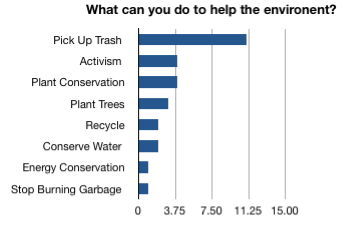 What can you do to help the environent?
Pick Up Trash
Activism
Plant Conservation
Plant Trees
Recycle
Conserve Water
Energy Conservation
Stop Burning Garbage
0 3.75 7.50 11.25 15.00